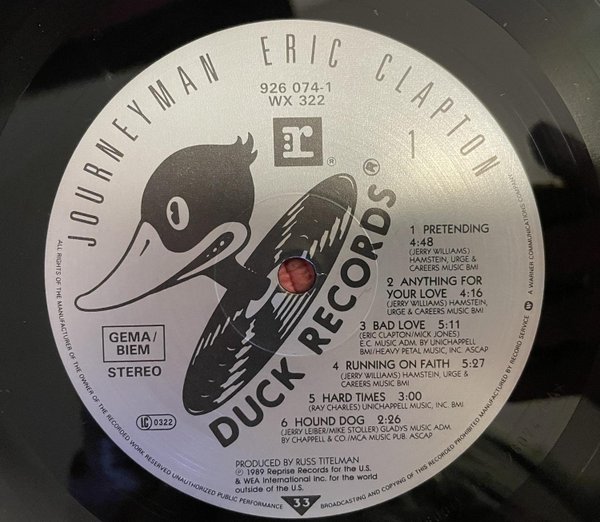 JOURNEYMAN ERIC CLAPTON
926 074-1
WX 322
r
®
®
1
DUCK RECORDS
1 PRETENDING
4:48
(JERRY WILLIAMS)
HAMSTEIN, URGE &
CAREERS MUSIC BMI
2 ANYTHING FOR
YOUR LOVE 4:16
(JERRY WILLIAMS) HAMSTEIN,
URGE & CAREERS MUSIC BMI
3 BAD LOVE 5:11
(ERIC CLAPTON/MICK JONES)
E.C. MUSIC ADM. BY UNICHAPPELL
BMI/HEAVY PETAL MUSIC, INC. ASCAP
4 RUNNING ON FAITH 5:27
(JERRY WILLIAMS) HAMSTEIN, URGE &
CAREERS MUSIC BMI
5 HARD TIMES 3:00
(RAY CHARLES) UNICHAPPELL MUSIC, INC. BMI
6 HOUND DOG 2:26
(JERRY LEIBER/MIKE STOLLER) GLADYS MUSIC ADM.
BY CHAPPELL & CO./MCA MUSIC PUB. ASCAP
GEMA/
BIEM
STEREO
LC 0322
PRODUCED BY RUSS TITELMAN
℗ 1989 Reprise Records for the U.S.
& WEA International Inc. for the world
outside of the U.S.
33
ALL RIGHTS OF THE MANUFACTURER AND OF THE OWNER OF THE RECORDED WORK RESERVED UNAUTHORIZED PUBLIC PERFORMANCE BROADCASTING AND COPYING OF THIS RECORD PROHIBITED MANUFACTURED BY RECORD SERVICE
A WARNER COMMUNICATIONS COMPANY